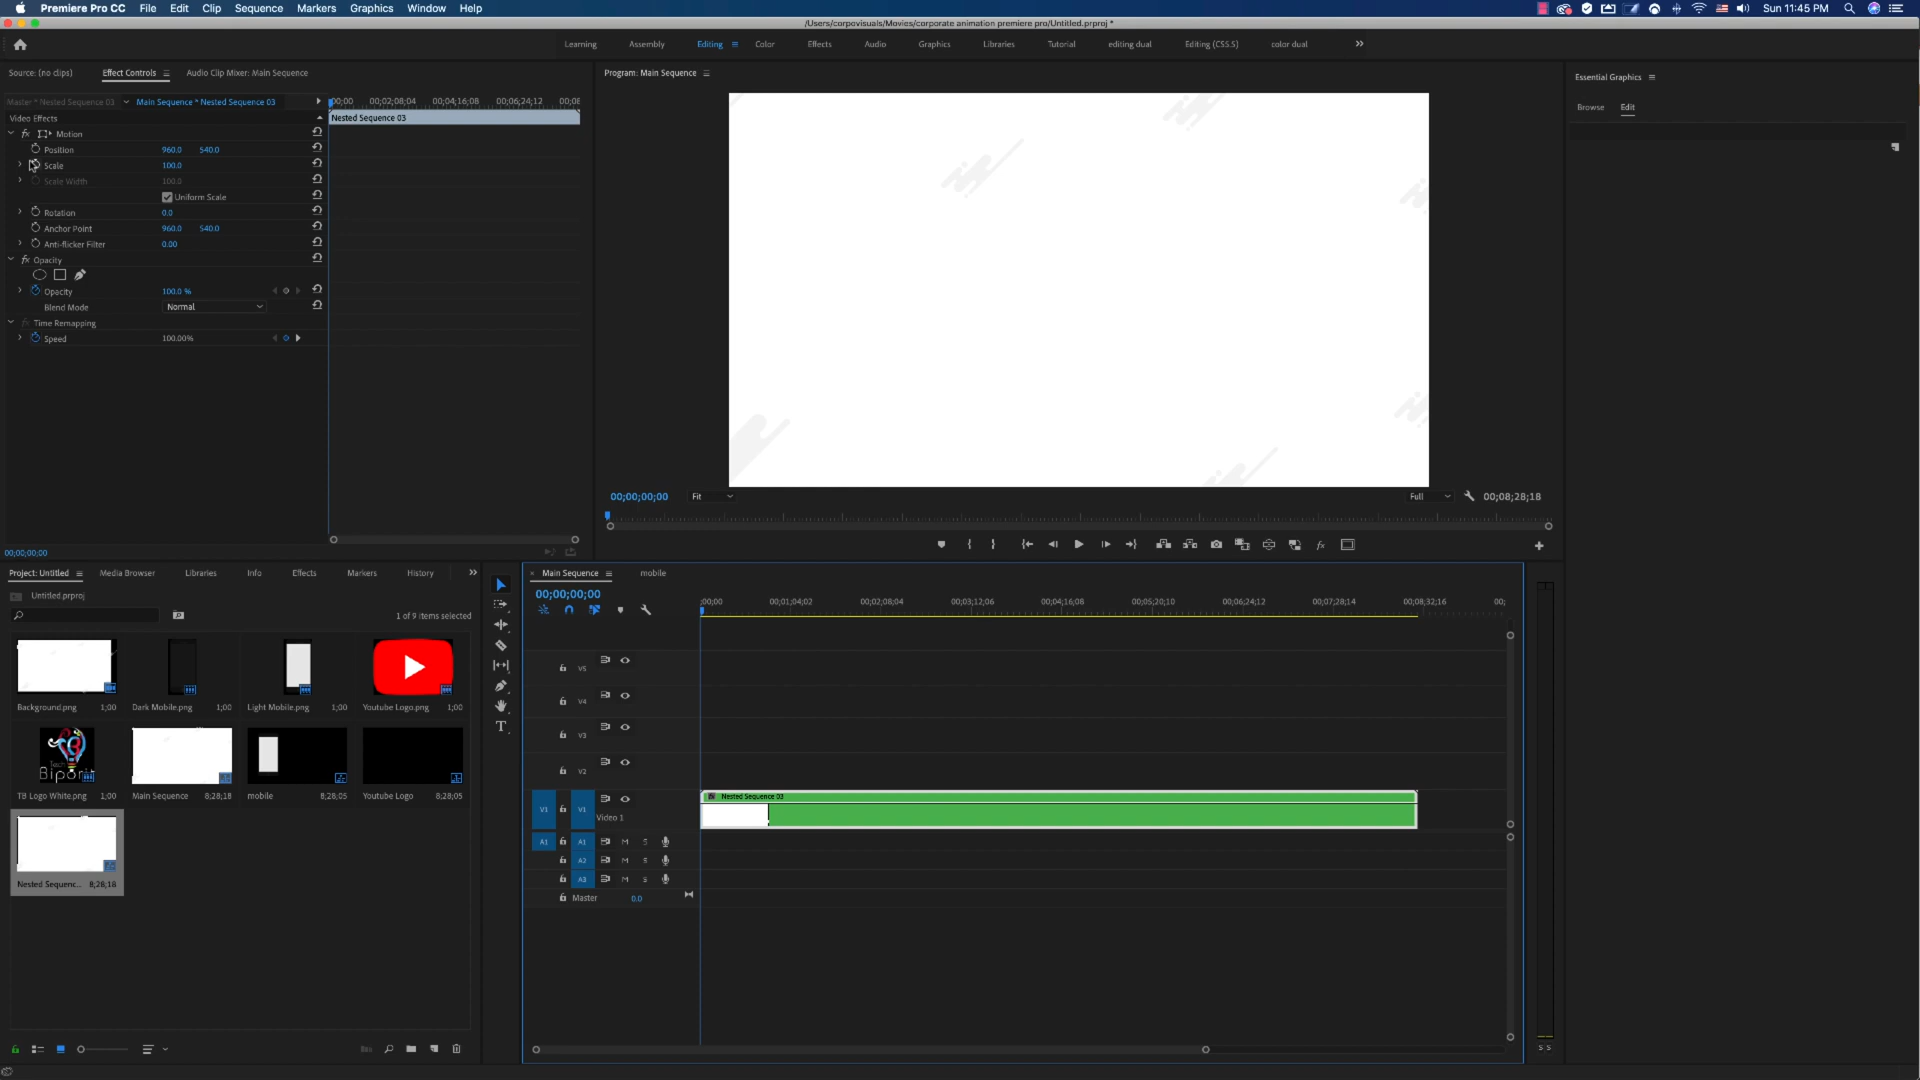 Premiere Pro CC File Edit Clip Sequence Markers Graphics Window Help Sun 11:45 PM
/Users/corpovisuals/Movies/corporate animation premiere pro/Untitled.prproj *
Learning Assembly Editing Color Effects Audio Graphics Libraries Tutorial editing dual Editing (CS5.5) color dual
Source: (no clips) Effect Controls Audio Clip Mixer: Main Sequence
Master * Nested Sequence 03 Main Sequence * Nested Sequence 03
;00;00 00;02;08;04 00;04;16;08 00;06;24;12 00;08
Video Effects
Nested Sequence 03
fx Motion
Position 960.0 540.0
Scale 100.0
Scale Width 100.0
Uniform Scale
Rotation 0.0
Anchor Point 960.0 540.0
Anti-flicker Filter 0.00
fx Opacity
Opacity 100.0 %
Blend Mode Normal
fx Time Remapping
Speed 100.00%
00;00;00;00
Program: Main Sequence
00;00;00;00 Fit Full 00;08;28;18
Essential Graphics
Browse Edit
Project: Untitled Media Browser Libraries Info Effects Markers History
Untitled.prproj
1 of 9 items selected
Background.png 1;00 Dark Mobile.png 1;00 Light Mobile.png 1;00 Youtube Logo.png 1;00
Tech
Biporit
TB Logo White.png 1;00 Main Sequence 8;28;18 mobile 8;28;05 Youtube Logo 8;28;05
Nested Sequenc... 8;28;18
Main Sequence mobile
00;00;00;00
;00;00 00;01;04;02 00;02;08;04 00;03;12;06 00;04;16;08 00;05;20;10 00;06;24;12 00;07;28;14 00;08;32;16 00;
V5
V4
V3
V2
V1 V1 Video 1
fx Nested Sequence 03
A1 A1 M S
A2 M S
A3 M S
Master 0.0
S S